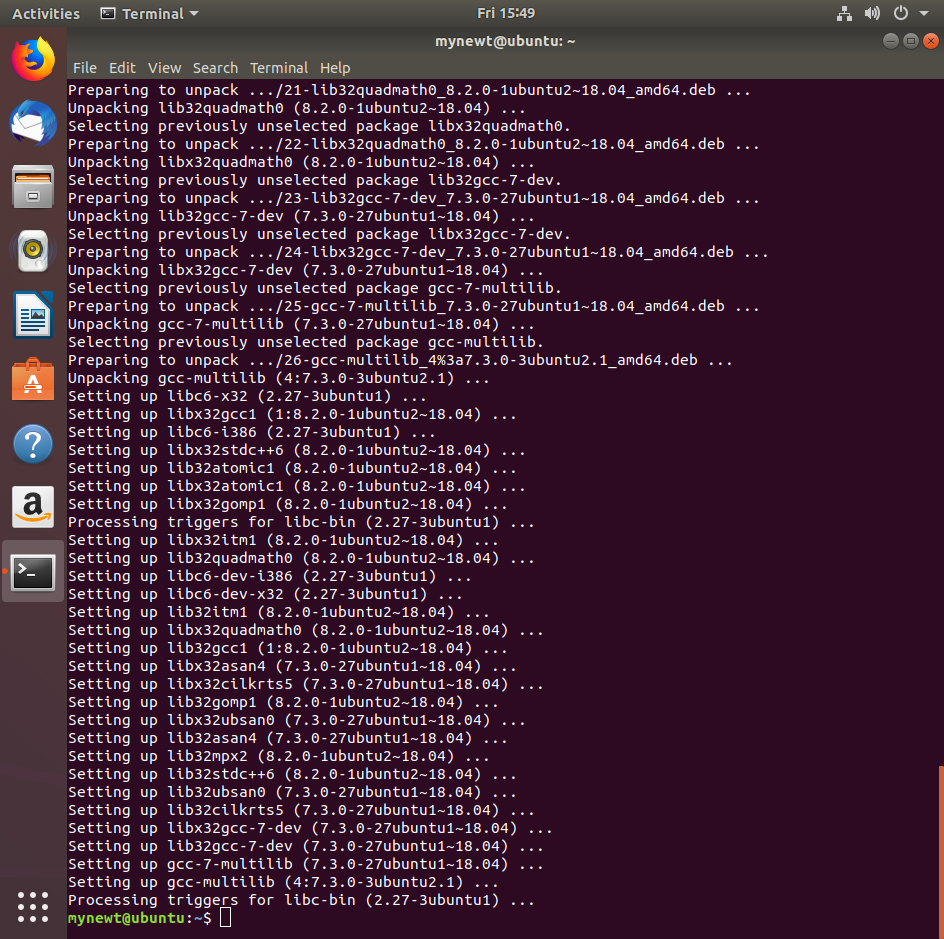 Activities Terminal Fri 15:49
mynewt@ubuntu: ~
File Edit View Search Terminal Help
Preparing to unpack .../21-lib32quadmath0_8.2.0-1ubuntu2~18.04_amd64.deb ...
Unpacking lib32quadmath0 (8.2.0-1ubuntu2~18.04) ...
Selecting previously unselected package libx32quadmath0.
Preparing to unpack .../22-libx32quadmath0_8.2.0-1ubuntu2~18.04_amd64.deb ...
Unpacking libx32quadmath0 (8.2.0-1ubuntu2~18.04) ...
Selecting previously unselected package lib32gcc-7-dev.
Preparing to unpack .../23-lib32gcc-7-dev_7.3.0-27ubuntu1~18.04_amd64.deb ...
Unpacking lib32gcc-7-dev (7.3.0-27ubuntu1~18.04) ...
Selecting previously unselected package libx32gcc-7-dev.
Preparing to unpack .../24-libx32gcc-7-dev_7.3.0-27ubuntu1~18.04_amd64.deb ...
Unpacking libx32gcc-7-dev (7.3.0-27ubuntu1~18.04) ...
Selecting previously unselected package gcc-7-multilib.
Preparing to unpack .../25-gcc-7-multilib_7.3.0-27ubuntu1~18.04_amd64.deb ...
Unpacking gcc-7-multilib (7.3.0-27ubuntu1~18.04) ...
Selecting previously unselected package gcc-multilib.
Preparing to unpack .../26-gcc-multilib_4%3a7.3.0-3ubuntu2.1_amd64.deb ...
Unpacking gcc-multilib (4:7.3.0-3ubuntu2.1) ...
Setting up libc6-x32 (2.27-3ubuntu1) ...
Setting up libx32gcc1 (1:8.2.0-1ubuntu2~18.04) ...
Setting up libc6-i386 (2.27-3ubuntu1) ...
Setting up libx32stdc++6 (8.2.0-1ubuntu2~18.04) ...
Setting up lib32atomic1 (8.2.0-1ubuntu2~18.04) ...
Setting up libx32atomic1 (8.2.0-1ubuntu2~18.04) ...
Setting up libx32gomp1 (8.2.0-1ubuntu2~18.04) ...
Processing triggers for libc-bin (2.27-3ubuntu1) ...
Setting up libx32itm1 (8.2.0-1ubuntu2~18.04) ...
Setting up lib32quadmath0 (8.2.0-1ubuntu2~18.04) ...
Setting up libc6-dev-i386 (2.27-3ubuntu1) ...
Setting up libc6-dev-x32 (2.27-3ubuntu1) ...
Setting up lib32itm1 (8.2.0-1ubuntu2~18.04) ...
Setting up libx32quadmath0 (8.2.0-1ubuntu2~18.04) ...
Setting up lib32gcc1 (1:8.2.0-1ubuntu2~18.04) ...
Setting up libx32asan4 (7.3.0-27ubuntu1~18.04) ...
Setting up libx32cilkrts5 (7.3.0-27ubuntu1~18.04) ...
Setting up lib32gomp1 (8.2.0-1ubuntu2~18.04) ...
Setting up libx32ubsan0 (7.3.0-27ubuntu1~18.04) ...
Setting up lib32asan4 (7.3.0-27ubuntu1~18.04) ...
Setting up lib32mpx2 (8.2.0-1ubuntu2~18.04) ...
Setting up lib32stdc++6 (8.2.0-1ubuntu2~18.04) ...
Setting up lib32ubsan0 (7.3.0-27ubuntu1~18.04) ...
Setting up lib32cilkrts5 (7.3.0-27ubuntu1~18.04) ...
Setting up libx32gcc-7-dev (7.3.0-27ubuntu1~18.04) ...
Setting up lib32gcc-7-dev (7.3.0-27ubuntu1~18.04) ...
Setting up gcc-7-multilib (7.3.0-27ubuntu1~18.04) ...
Setting up gcc-multilib (4:7.3.0-3ubuntu2.1) ...
Processing triggers for libc-bin (2.27-3ubuntu1) ...
mynewt@ubuntu:~$